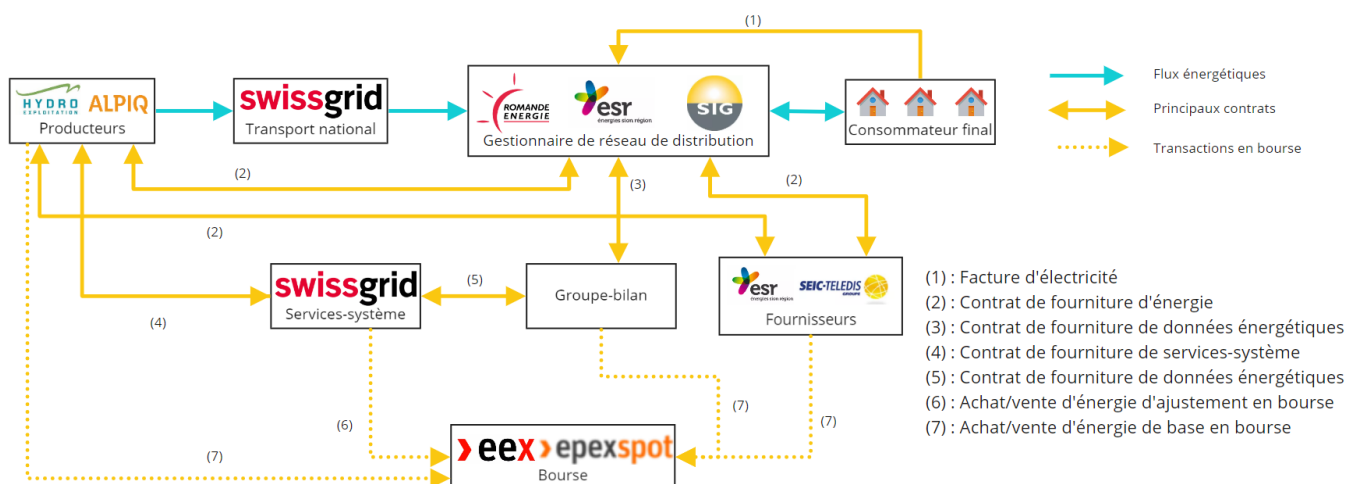 (1)
HYDRO
EXPLOITATION
ALPIQ
Producteurs
swissgrid
Transport national
ROMANDE
ENERGIE
esr
énergies sion région
SIG
Gestionnaire de réseau de distribution
Consommateur final
Flux énergétiques
Principaux contrats
Transactions en bourse
(2)
(3)
(2)
(2)
swissgrid
Services-système
(5)
Groupe-bilan
esr
énergies sion région
SEIC-TELEDIS
GROUPE
Fournisseurs
(4)
(6)
(7)
(7)
(7)
eex
epexspot
Bourse
(1) : Facture d'électricité
(2) : Contrat de fourniture d'énergie
(3) : Contrat de fourniture de données énergétiques
(4) : Contrat de fourniture de services-système
(5) : Contrat de fourniture de données énergétiques
(6) : Achat/vente d'énergie d'ajustement en bourse
(7) : Achat/vente d'énergie de base en bourse